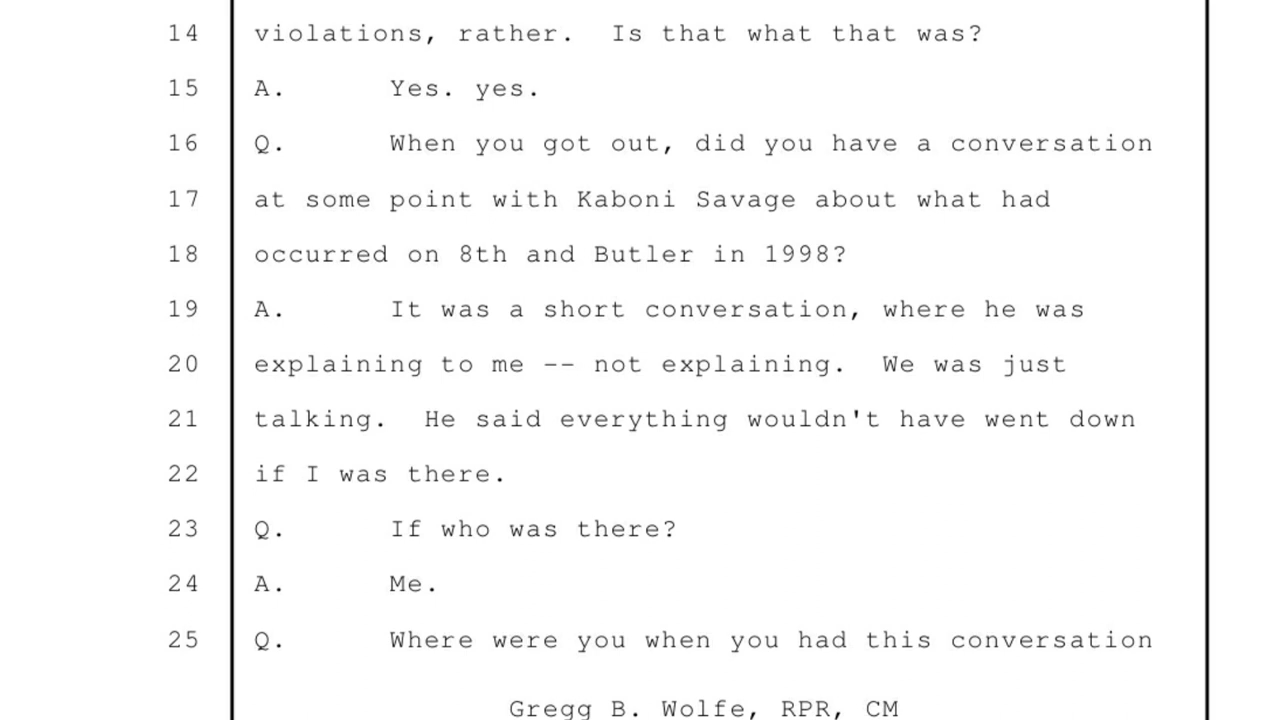 14 violations, rather. Is that what that was?
15 A. Yes. yes.
16 Q. When you got out, did you have a conversation
17 at some point with Kaboni Savage about what had
18 occurred on 8th and Butler in 1998?
19 A. It was a short conversation, where he was
20 explaining to me -- not explaining. We was just
21 talking. He said everything wouldn't have went down
22 if I was there.
23 Q. If who was there?
24 A. Me.
25 Q. Where were you when you had this conversation
Gregg B. Wolfe, RPR, CM